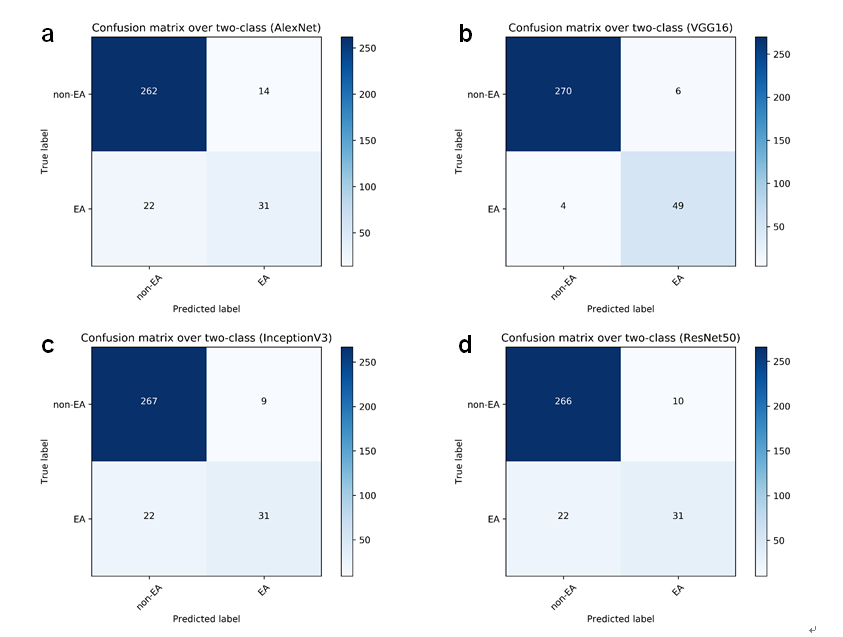 a
Confusion matrix over two-class (AlexNet)
non-EA
262
14
EA
22
31
True label
non-EA
EA
Predicted label
250
200
150
100
50
b
Confusion matrix over two-class (VGG16)
non-EA
270
6
EA
4
49
True label
non-EA
EA
Predicted label
250
200
150
100
50
c
Confusion matrix over two-class (InceptionV3)
non-EA
267
9
EA
22
31
True label
non-EA
EA
Predicted label
250
200
150
100
50
d
Confusion matrix over two-class (ResNet50)
non-EA
266
10
EA
22
31
True label
non-EA
EA
Predicted label
250
200
150
100
50